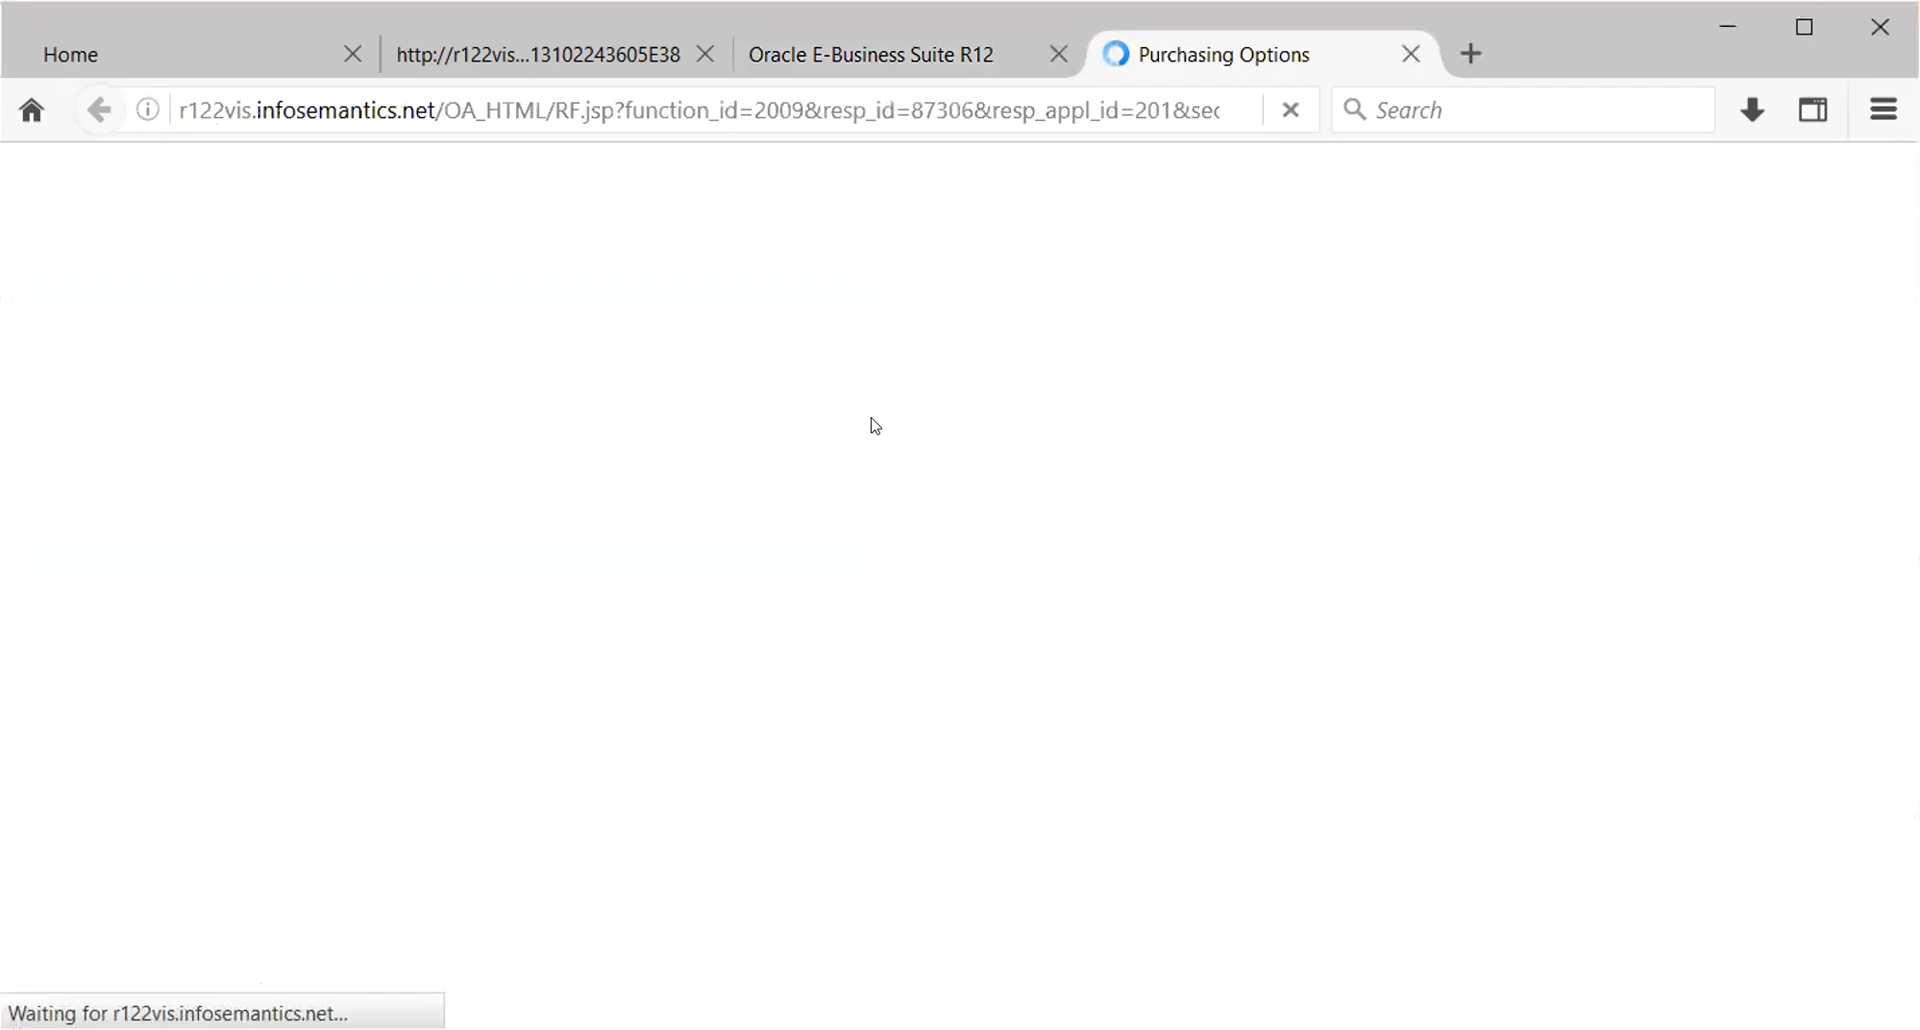 Home
http://r122vis...13102243605E38
Oracle E-Business Suite R12
Purchasing Options
r122vis.infosemantics.net/OA_HTML/RF.jsp?function_id=2009&resp_id=87306&resp_appl_id=201&sec
Search
Waiting for r122vis.infosemantics.net...